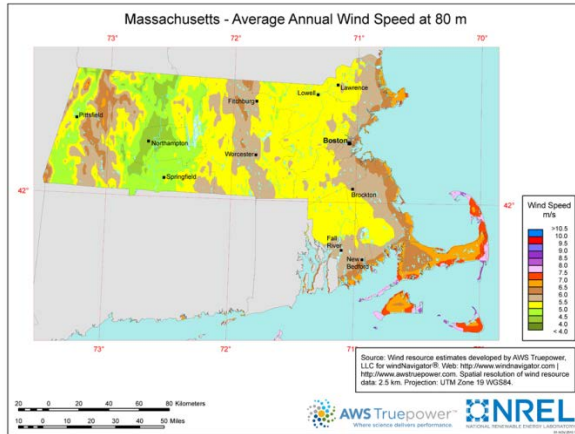 Massachusetts - Average Annual Wind Speed at 80 m
73°
72°
71°
70°
Pittsfield
Northampton
Springfield
Fitchburg
Worcester
Lowell
Lawrence
Boston
Brockton
Fall
River
New
Bedford
42°
42°
73°
72°
71°
70°
Wind Speed
m/s
>10.5
10.0
9.5
9.0
8.5
8.0
7.5
7.0
6.5
6.0
5.5
5.0
4.5
4.0
< 4.0
Source: Wind resource estimates developed by AWS Truepower,
LLC for windNavigator®. Web: http://www.windnavigator.com |
http://www.awstruepower.com. Spatial resolution of wind resource
data: 2.5 km. Projection: UTM Zone 19 WGS84.
20 10 0 20 40 60 80 Kilometers
10 5 0 10 20 30 40 50 Miles
AWS Truepower™
Where science delivers performance.
NREL
NATIONAL RENEWABLE ENERGY LABORATORY